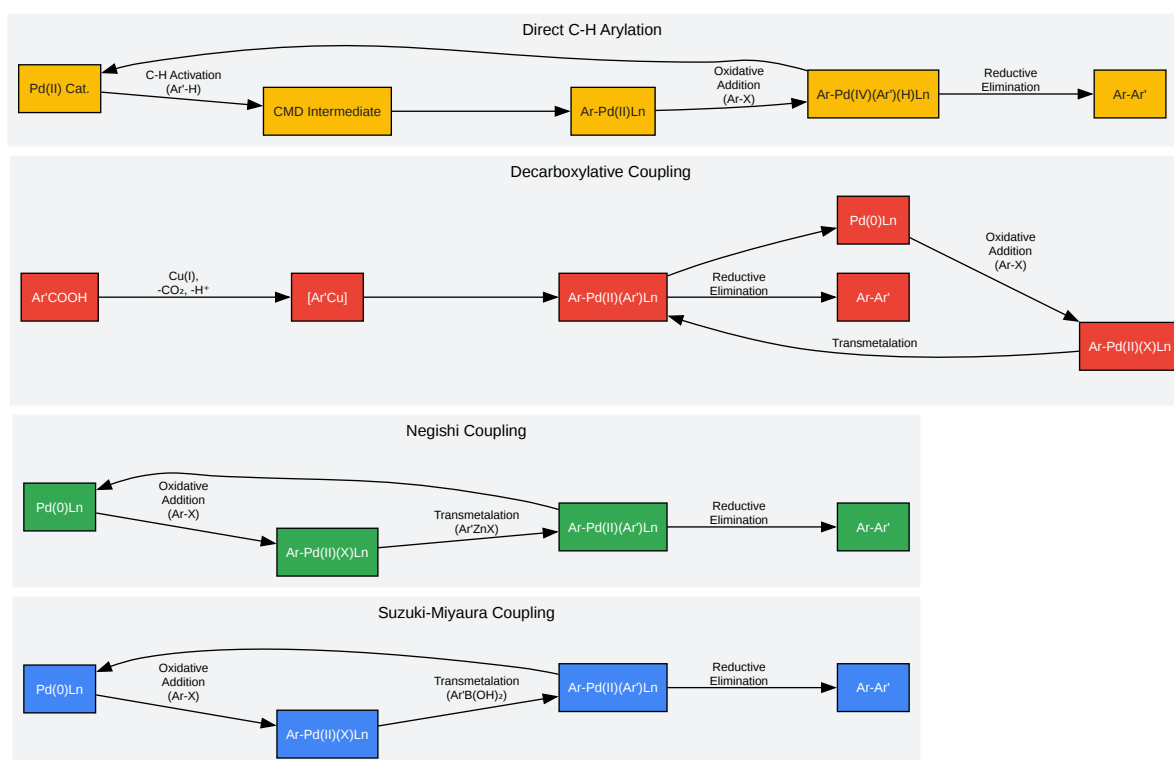 Direct C-H Arylation
Pd(II) Cat.
C-H Activation
(Ar'-H)
CMD Intermediate
Ar-Pd(II)Ln
Oxidative
Addition
(Ar-X)
Ar-Pd(IV)(Ar')(H)Ln
Reductive
Elimination
Ar-Ar'
Decarboxylative Coupling
Ar'COOH
Cu(I),
-CO₂, -H⁺
[Ar'Cu]
Ar-Pd(II)(Ar')Ln
Pd(0)Ln
Reductive
Elimination
Ar-Ar'
Oxidative
Addition
(Ar-X)
Ar-Pd(II)(X)Ln
Transmetalation
Negishi Coupling
Pd(0)Ln
Oxidative
Addition
(Ar-X)
Ar-Pd(II)(X)Ln
Transmetalation
(Ar'ZnX)
Ar-Pd(II)(Ar')Ln
Reductive
Elimination
Ar-Ar'
Suzuki-Miyaura Coupling
Pd(0)Ln
Oxidative
Addition
(Ar-X)
Ar-Pd(II)(X)Ln
Transmetalation
(Ar'B(OH)₂)
Ar-Pd(II)(Ar')Ln
Reductive
Elimination
Ar-Ar'